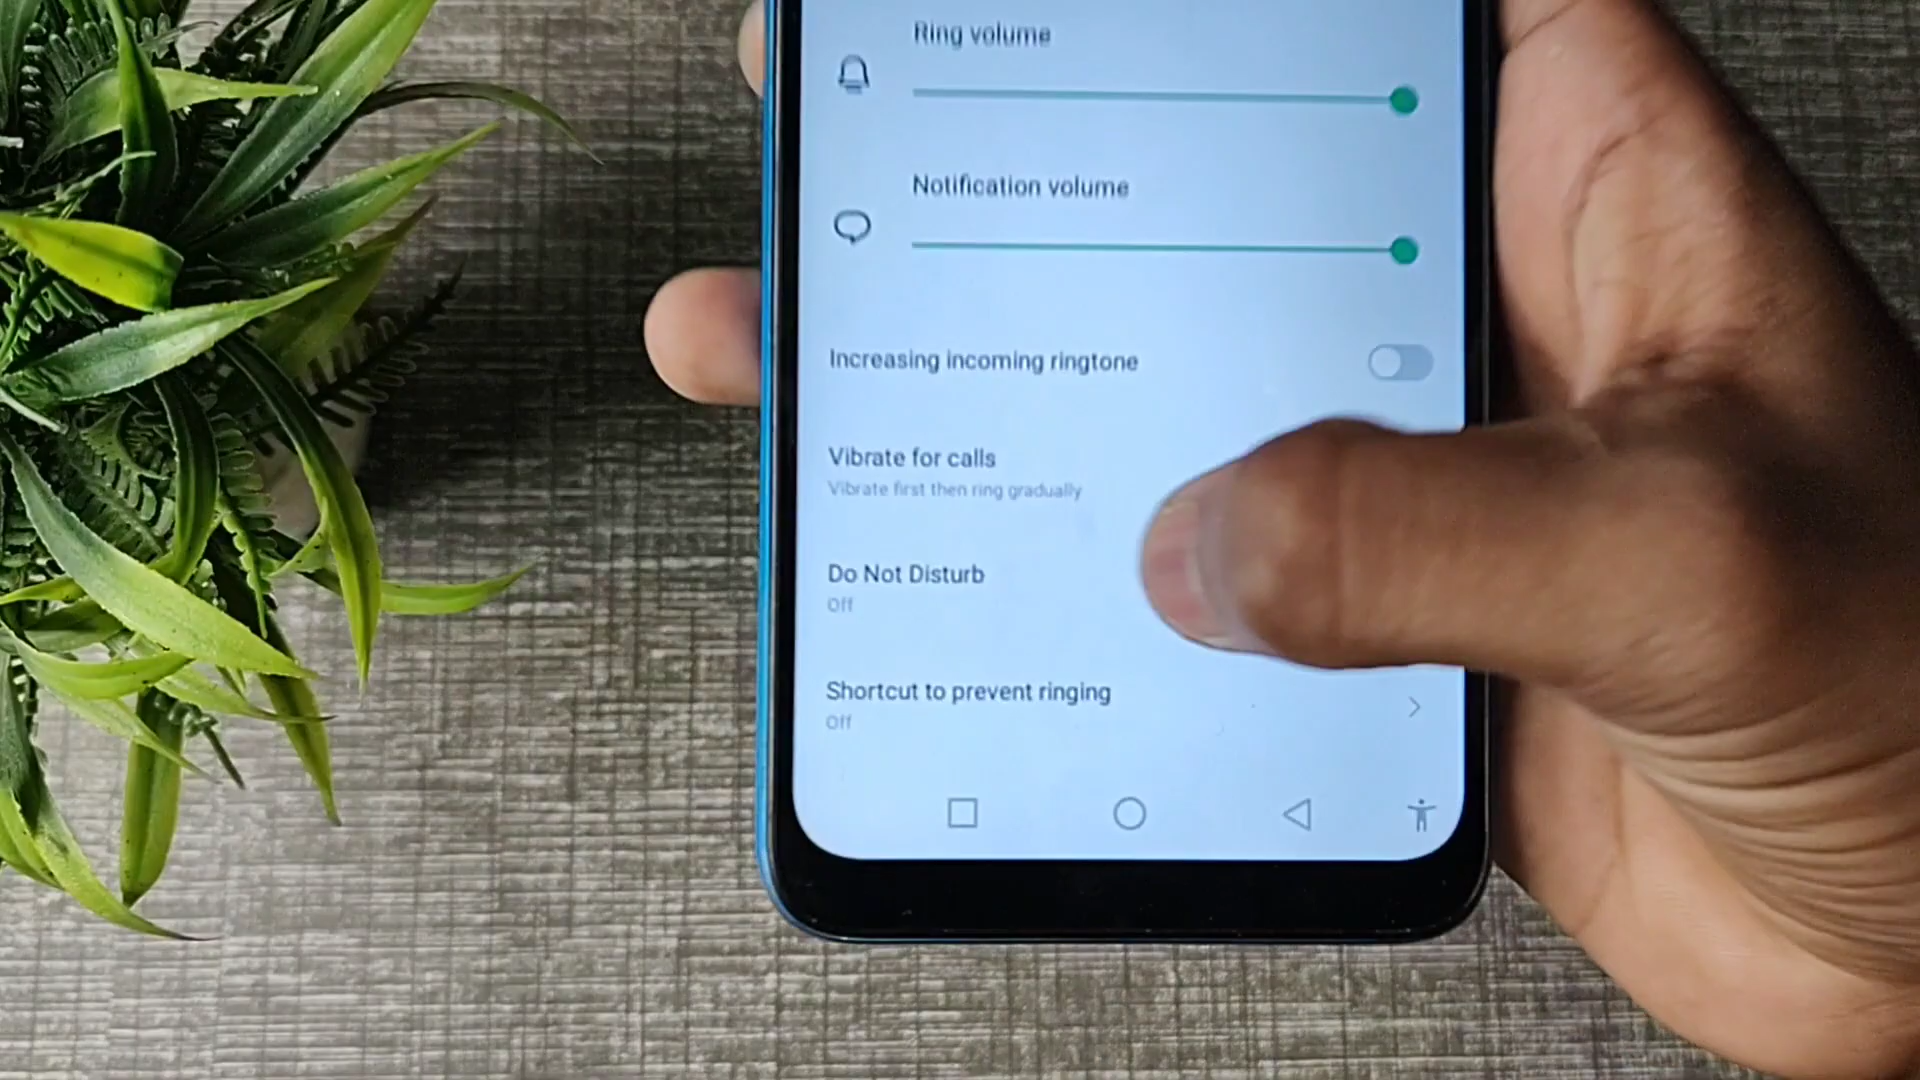 Ring volume
Notification volume
Increasing incoming ringtone
Vibrate for calls
Vibrate first then ring gradually
Do Not Disturb
Off
Shortcut to prevent ringing
Off